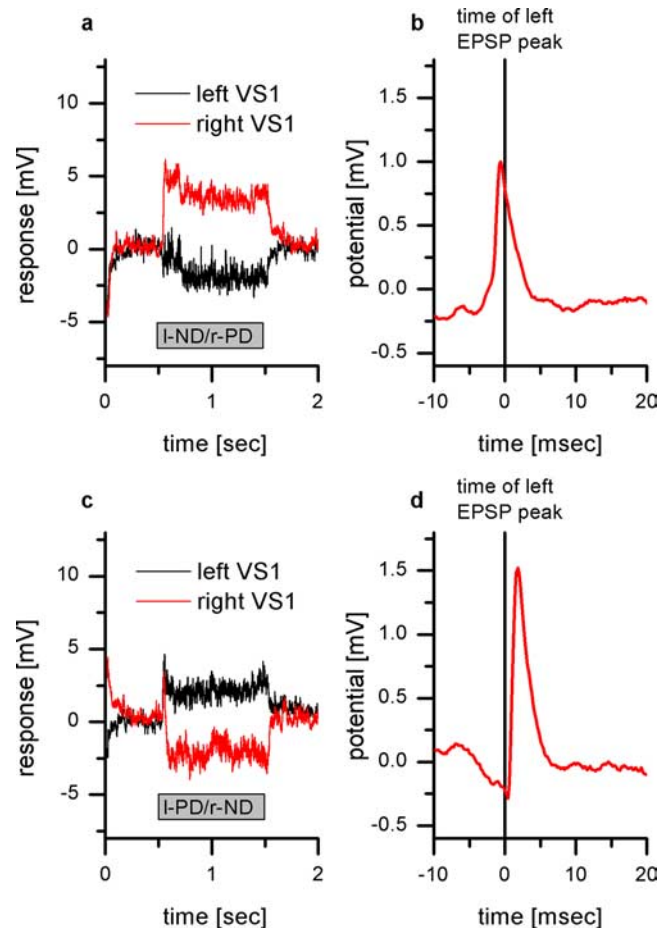 a
left VS1
right VS1
response [mV]
10
5
0
-5
l-ND/r-PD
0
1
2
time [sec]
b
time of left
EPSP peak
potential [mV]
1.5
1.0
0.5
0.0
-0.5
-10
0
10
20
time [msec]
c
left VS1
right VS1
response [mV]
10
5
0
-5
l-PD/r-ND
0
1
2
time [sec]
d
time of left
EPSP peak
potential [mV]
1.5
1.0
0.5
0.0
-0.5
-10
0
10
20
time [msec]